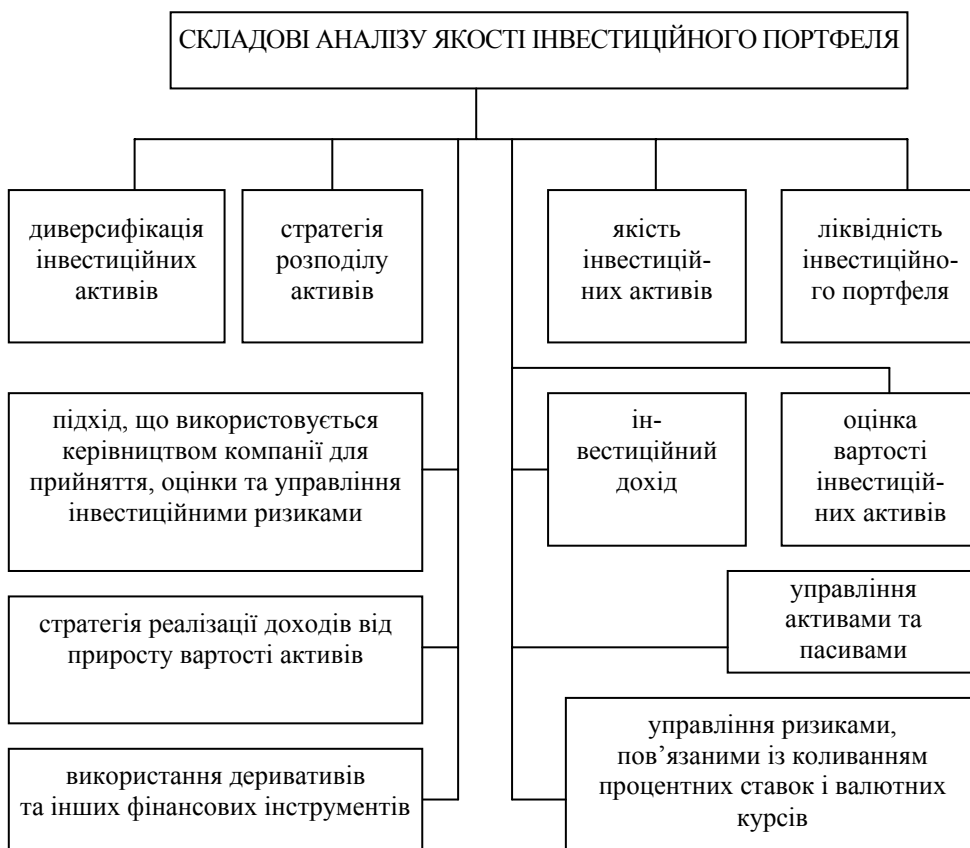 СКЛАДОВІ АНАЛІЗУ ЯКОСТІ ІНВЕСТИЦІЙНОГО ПОРТФЕЛЯ
диверсифікація
інвестиційних
активів
стратегія
розподілу
активів
якість
інвестицій-
них активів
ліквідність
інвестиційно-
го портфеля
підхід, що використовується
керівництвом компанії для
прийняття, оцінки та управління
інвестиційними ризиками
ін-
вестиційний
дохід
оцінка
вартості
інвестицій-
них активів
стратегія реалізації доходів від
приросту вартості активів
управління
активами та
пасивами
використання деривативів
та інших фінансових інструментів
управління ризиками,
пов’язаними із коливанням
процентних ставок і валютних
курсів